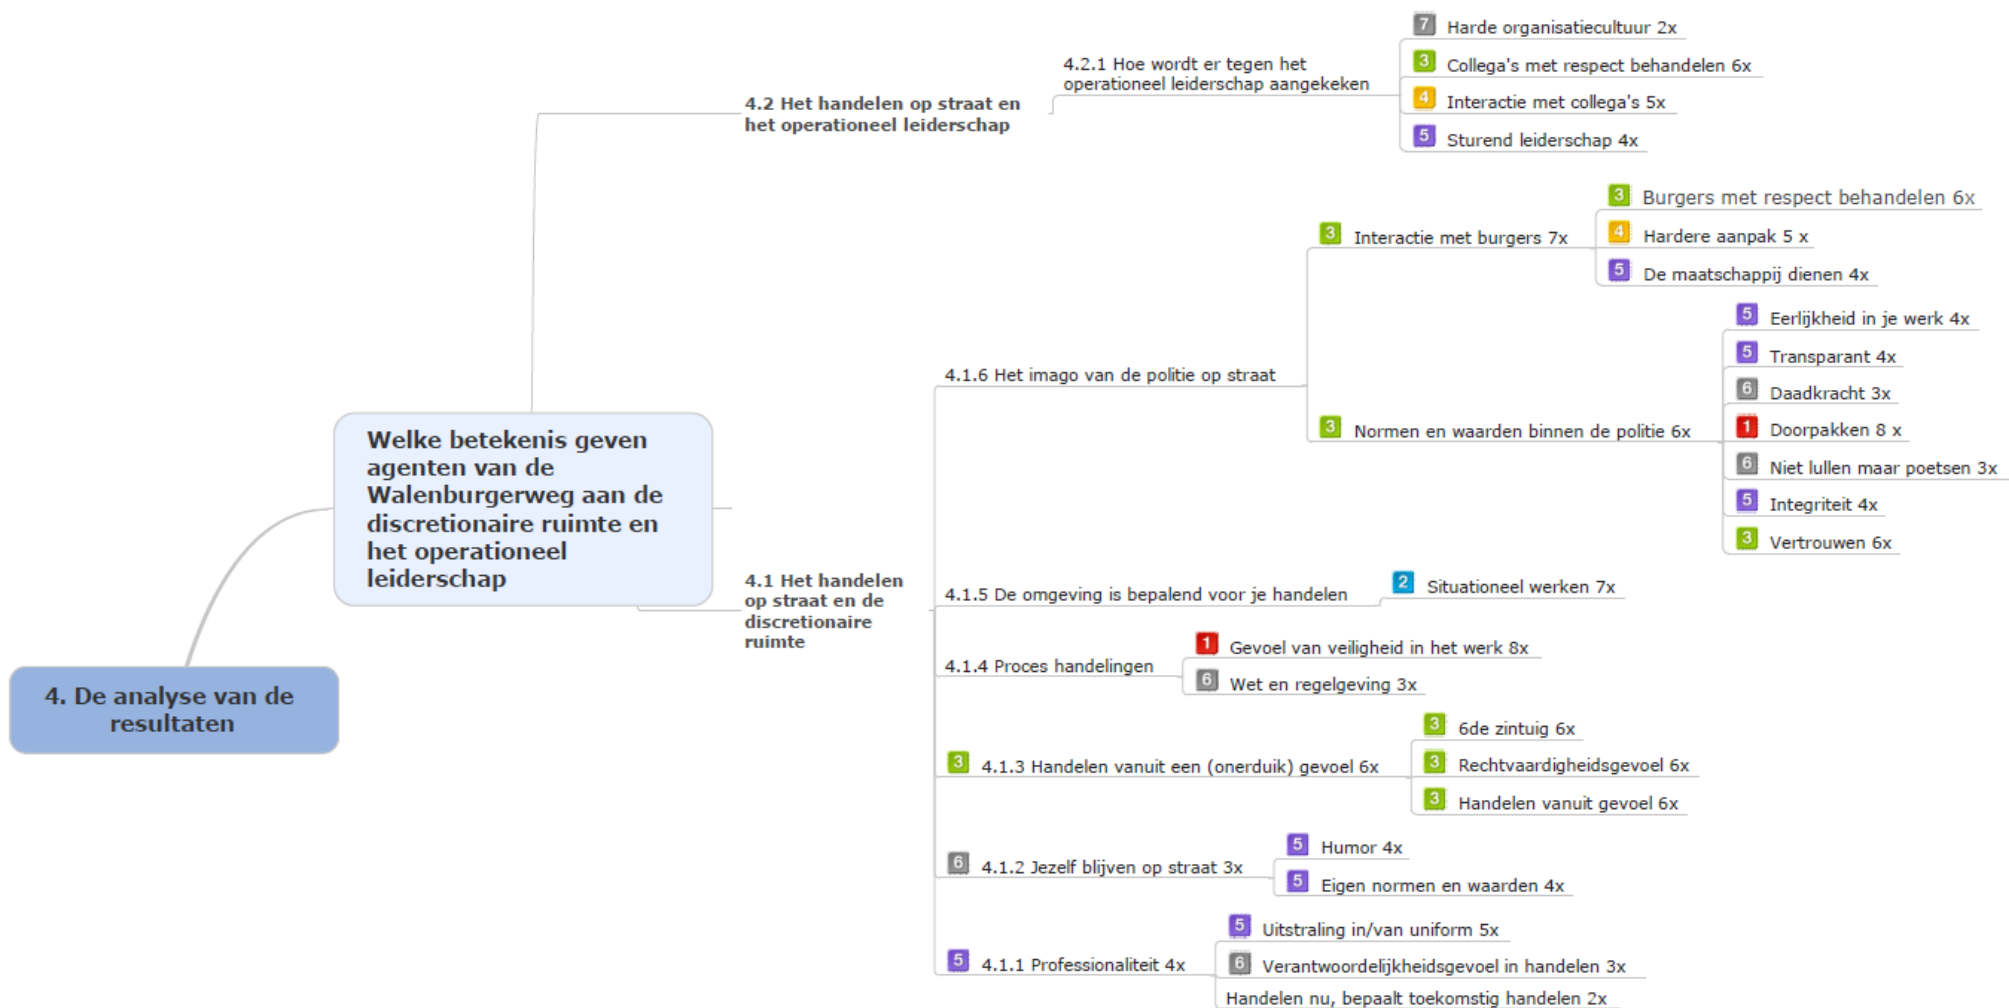 7 Harde organisatiecultuur 2x
4.2.1 Hoe wordt er tegen het
operationeel leiderschap aangekeken
3 Collega's met respect behandelen 6x
4.2 Het handelen op straat en
het operationeel leiderschap
4 Interactie met collega's 5x
5 Sturend leiderschap 4x
3 Burgers met respect behandelen 6x
3 Interactie met burgers 7x
4 Hardere aanpak 5 x
5 De maatschappij dienen 4x
5 Eerlijkheid in je werk 4x
5 Transparant 4x
4.1.6 Het imago van de politie op straat
6 Daadkracht 3x
3 Normen en waarden binnen de politie 6x
1 Doorpakken 8 x
6 Niet lullen maar poetsen 3x
5 Integriteit 4x
3 Vertrouwen 6x
Welke betekenis geven
agenten van de
Walenburgerweg aan de
discretionaire ruimte en
het operationeel
leiderschap
4.1 Het handelen
op straat en de
discretionaire
ruimte
4.1.5 De omgeving is bepalend voor je handelen
2 Situationeel werken 7x
4.1.4 Proces handelingen
1 Gevoel van veiligheid in het werk 8x
6 Wet en regelgeving 3x
4. De analyse van de
resultaten
3 4.1.3 Handelen vanuit een (onerduik) gevoel 6x
3 6de zintuig 6x
3 Rechtvaardigheidsgevoel 6x
3 Handelen vanuit gevoel 6x
6 4.1.2 Jezelf blijven op straat 3x
5 Humor 4x
5 Eigen normen en waarden 4x
5 4.1.1 Professionaliteit 4x
5 Uitstraling in/van uniform 5x
6 Verantwoordelijkheidsgevoel in handelen 3x
Handelen nu, bepaalt toekomstig handelen 2x